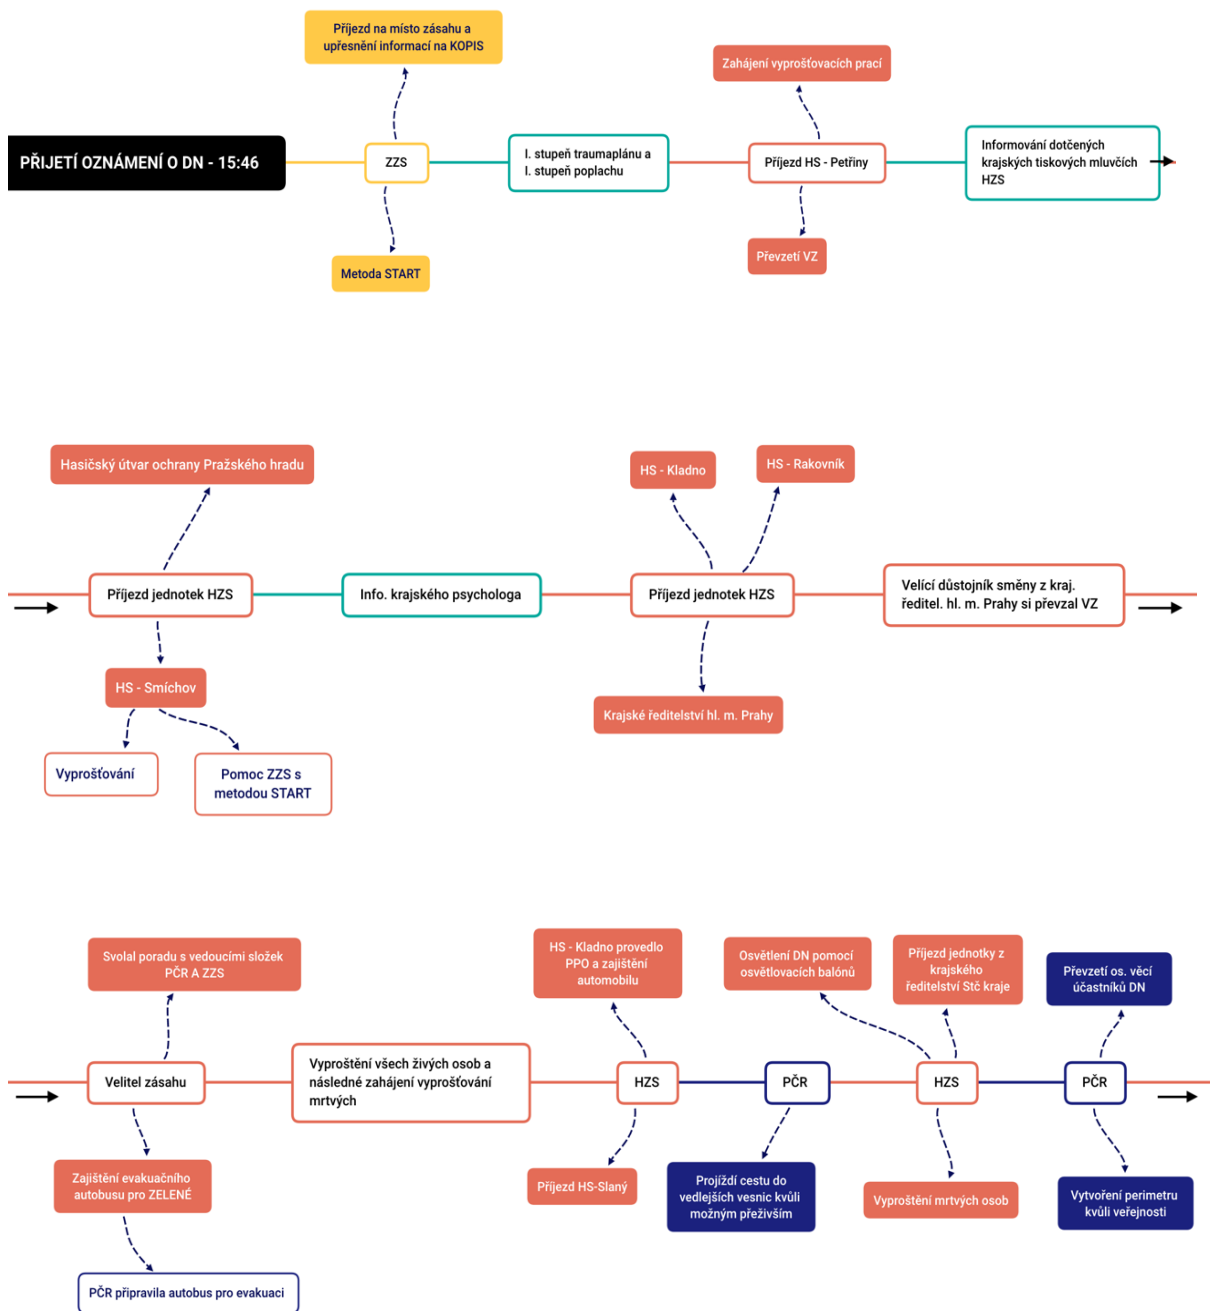 Příjezd na místo zásahu a
upřesnění informací na KOPIS
Zahájení vyprošťovacích prací
PŘIJETÍ OZNÁMENÍ O DN - 15:46
ZZS
I. stupeň traumaplánu a
I. stupeň poplachu
Příjezd HS - Petřiny
Informování dotčených
krajských tiskových mluvčích
HZS
Metoda START
Převzetí VZ
Hasičský útvar ochrany Pražského hradu
HS - Kladno
HS - Rakovník
Příjezd jednotek HZS
Info. krajského psychologa
Příjezd jednotek HZS
Velící důstojník směny z kraj.
ředitel. hl. m. Prahy si převzal VZ
HS - Smíchov
Krajské ředitelství hl. m. Prahy
Vyprošťování
Pomoc ZZS s
metodou START
Svolal poradu s vedoucími složek
PČR A ZZS
HS - Kladno provedlo
PPO a zajištění
automobilu
Osvětlení DN pomocí
osvětlovacích balónů
Příjezd jednotky z
krajského
ředitelství Stč kraje
Převzetí os. věcí
účastníků DN
Velitel zásahu
Vyproštění všech živých osob a
následné zahájení vyprošťování
mrtvých
HZS
PČR
HZS
PČR
Zajištění evakuačního
autobusu pro ZELENÉ
Příjezd HS-Slaný
Projíždí cestu do
vedlejších vesnic kvůli
možným přeživším
Vyproštění mrtvých osob
Vytvoření perimetru
kvůli veřejnosti
PČR připravila autobus pro evakuaci